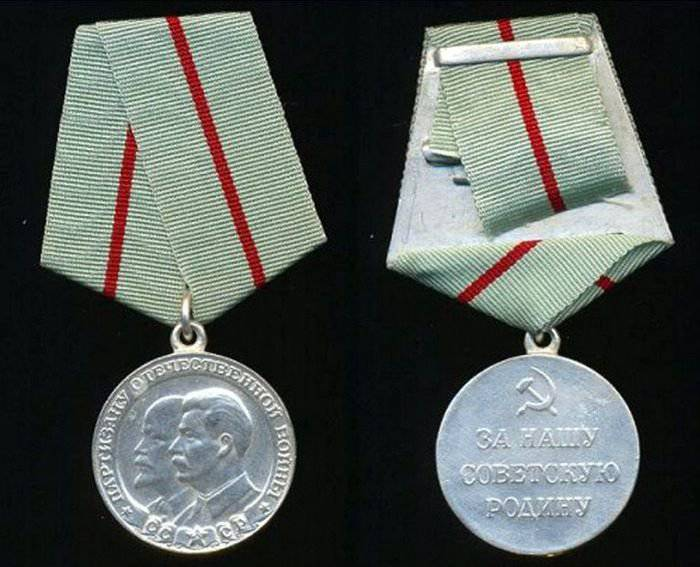 ПАРТИЗАНУ ОТЕЧЕСТВЕННОЙ ВОЙНЫ
СССР
ЗА НАШУ
СОВЕТСКУЮ
РОДИНУ